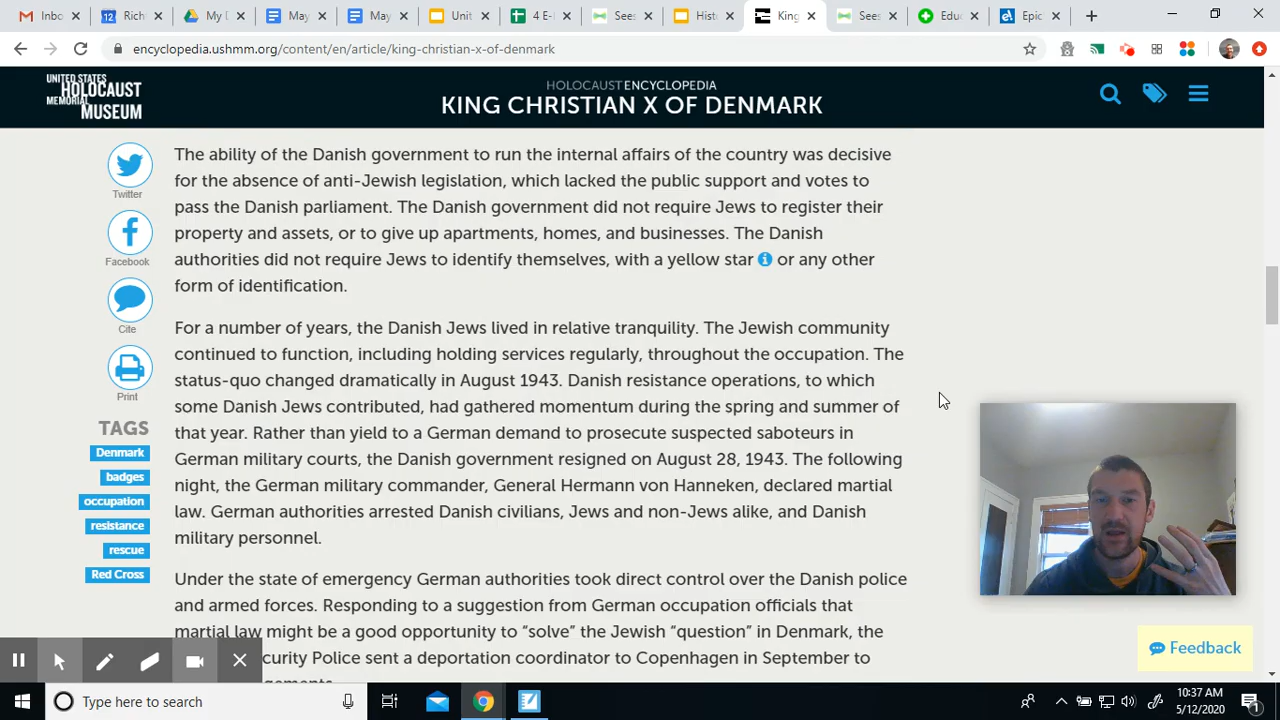 Inbo
Rich
My D
May
May
Unit
4 E-
Sees
Histo
King
Sees
Educ
Epic
encyclopedia.ushmm.org/content/en/article/king-christian-x-of-denmark
UNITED STATES
HOLOCAUST
MEMORIAL
MUSEUM
HOLOCAUST ENCYCLOPEDIA
KING CHRISTIAN X OF DENMARK
Twitter
Facebook
Cite
Print
TAGS
Denmark
badges
occupation
resistance
rescue
Red Cross
The ability of the Danish government to run the internal affairs of the country was decisive
for the absence of anti-Jewish legislation, which lacked the public support and votes to
pass the Danish parliament. The Danish government did not require Jews to register their
property and assets, or to give up apartments, homes, and businesses. The Danish
authorities did not require Jews to identify themselves, with a yellow star or any other
form of identification.
For a number of years, the Danish Jews lived in relative tranquility. The Jewish community
continued to function, including holding services regularly, throughout the occupation. The
status-quo changed dramatically in August 1943. Danish resistance operations, to which
some Danish Jews contributed, had gathered momentum during the spring and summer of
that year. Rather than yield to a German demand to prosecute suspected saboteurs in
German military courts, the Danish government resigned on August 28, 1943. The following
night, the German military commander, General Hermann von Hanneken, declared martial
law. German authorities arrested Danish civilians, Jews and non-Jews alike, and Danish
military personnel.
Under the state of emergency German authorities took direct control over the Danish police
and armed forces. Responding to a suggestion from German occupation officials that
martial law might be a good opportunity to “solve” the Jewish “question” in Denmark, the
curity Police sent a deportation coordinator to Copenhagen in September to
Feedback
Type here to search
10:37 AM
5/12/2020